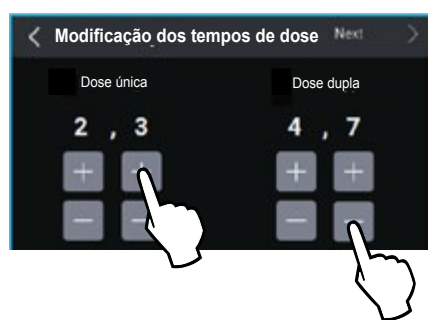 Modificação dos tempos de dose Next
Dose única Dose dupla
2 , 3 4 , 7
+ + + +
− − − −